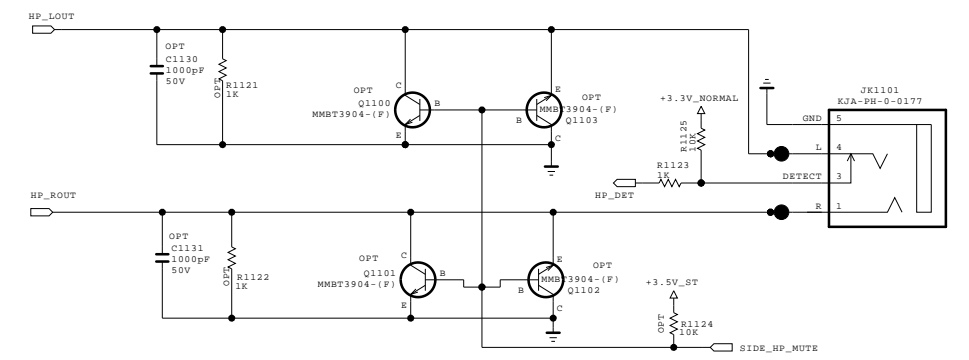 HP_LOUT
OPT
C1130
1000pF
50V
OPT
R1121
1K
C
OPT
Q1100
MMBT3904-(F)
B
E
E
OPT
MMBT3904-(F)
B
Q1103
C
+3.3V_NORMAL
R1125
10K
R1123
1K
HP_DET
JK1101
KJA-PH-0-0177
GND
5
L
4
DETECT
3
R
1
HP_ROUT
OPT
C1131
1000pF
50V
OPT
R1122
1K
C
OPT
Q1101
MMBT3904-(F)
B
E
E
OPT
MMBT3904-(F)
B
Q1102
C
+3.5V_ST
OPT
R1124
10K
SIDE_HP_MUTE